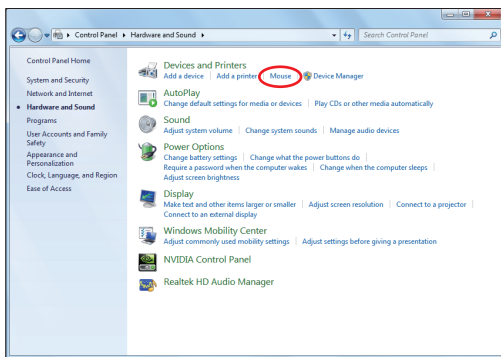 Control Panel ▸ Hardware and Sound ▸
Search Control Panel
Control Panel Home
System and Security
Network and Internet
Hardware and Sound
Programs
User Accounts and Family
Safety
Appearance and
Personalization
Clock, Language, and Region
Ease of Access
Devices and Printers
Add a device | Add a printer | Mouse | Device Manager
AutoPlay
Change default settings for media or devices | Play CDs or other media automatically
Sound
Adjust system volume | Change system sounds | Manage audio devices
Power Options
Change battery settings | Change what the power buttons do |
Require a password when the computer wakes | Change when the computer sleeps |
Adjust screen brightness
Display
Make text and other items larger or smaller | Adjust screen resolution | Connect to a projector |
Connect to an external display
Windows Mobility Center
Adjust commonly used mobility settings | Adjust settings before giving a presentation
NVIDIA Control Panel
Realtek HD Audio Manager